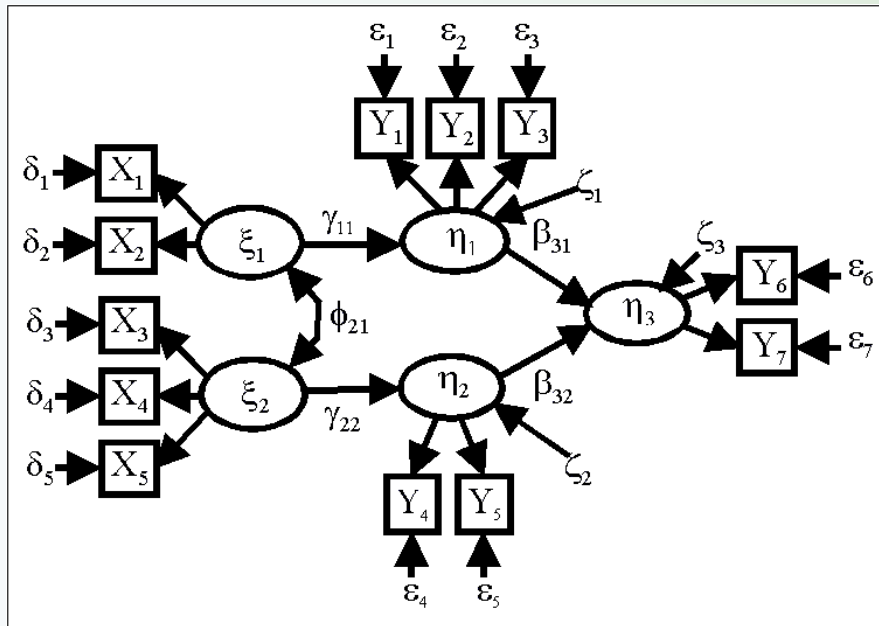 ε₁ ε₂ ε₃
Y₁ Y₂ Y₃
δ₁ X₁ ζ₁
δ₂ X₂ ξ₁ γ₁₁ η₁ β₃₁ ζ₃
Y₆ ε₆
δ₃ X₃ ϕ₂₁ η₃
Y₇ ε₇
δ₄ X₄ ξ₂ γ₂₂ η₂ β₃₂
δ₅ X₅ ζ₂
Y₄ Y₅
ε₄ ε₅